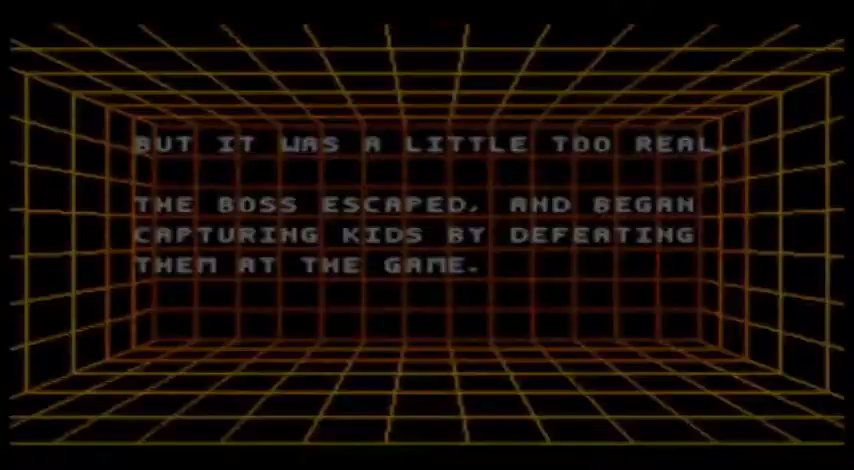 BUT IT WAS A LITTLE TOO REAL.
THE BOSS ESCAPED, AND BEGAN
CAPTURING KIDS BY DEFEATING
THEM AT THE GAME.